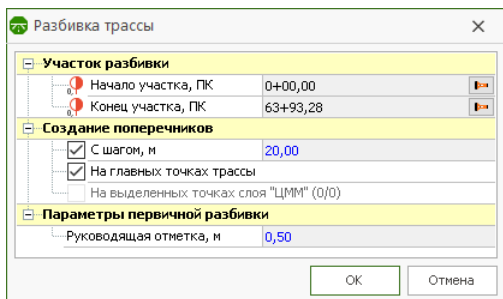 Разбивка трассы
Участок разбивки
Начало участка, ПК 0+00,00
Конец участка, ПК 63+93,28
Создание поперечников
С шагом, м 20,00
На главных точках трассы
На выделенных точках слоя "ЦММ" (0/0)
Параметры первичной разбивки
Руководящая отметка, м 0,50
ОК Отмена